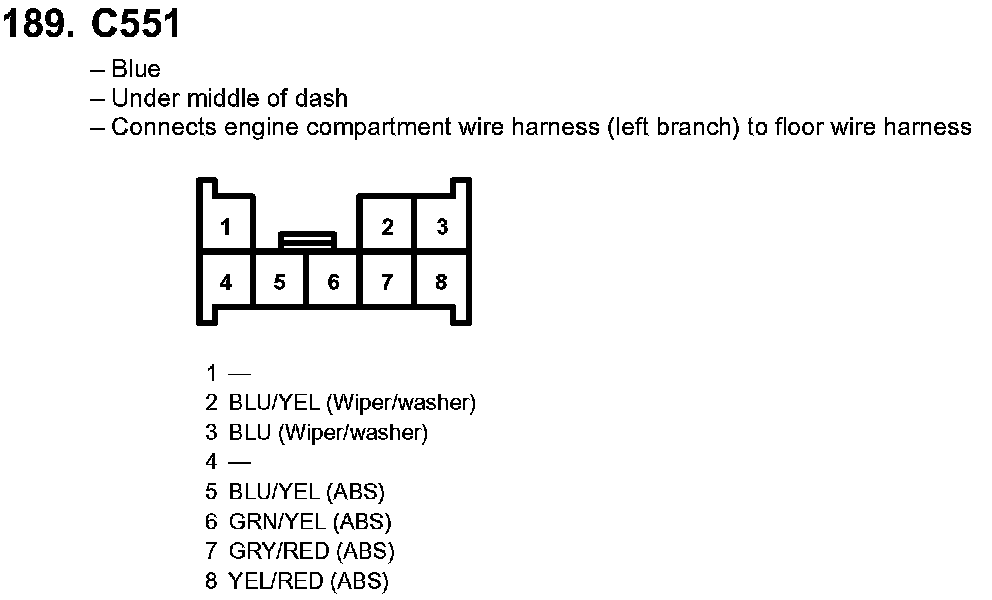 189. C551
– Blue
– Under middle of dash
– Connects engine compartment wire harness (left branch) to floor wire harness
1 2 3
4 5 6 7 8
1 —
2 BLU/YEL (Wiper/washer)
3 BLU (Wiper/washer)
4 —
5 BLU/YEL (ABS)
6 GRN/YEL (ABS)
7 GRY/RED (ABS)
8 YEL/RED (ABS)